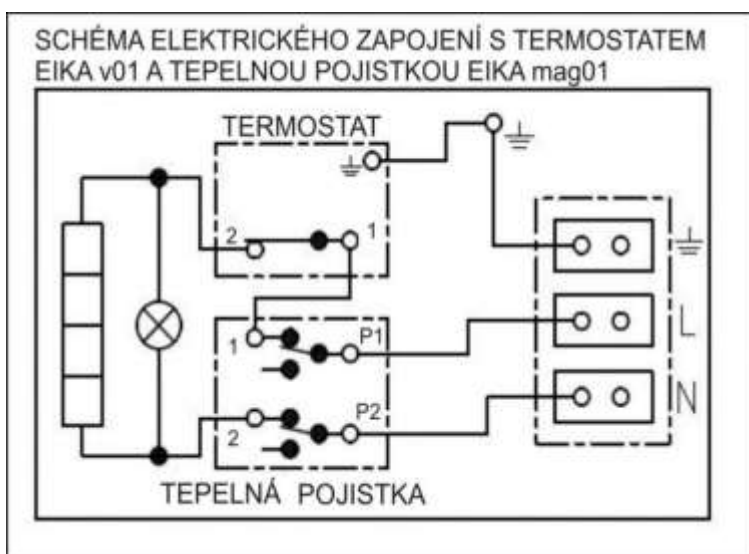 SCHÉMA ELEKTRICKÉHO ZAPOJENÍ S TERMOSTATEM
EIKA v01 A TEPELNOU POJISTKOU EIKA mag01
TERMOSTAT
2
1
1
P1
L
P2
N
2
TEPELNÁ POJISTKA